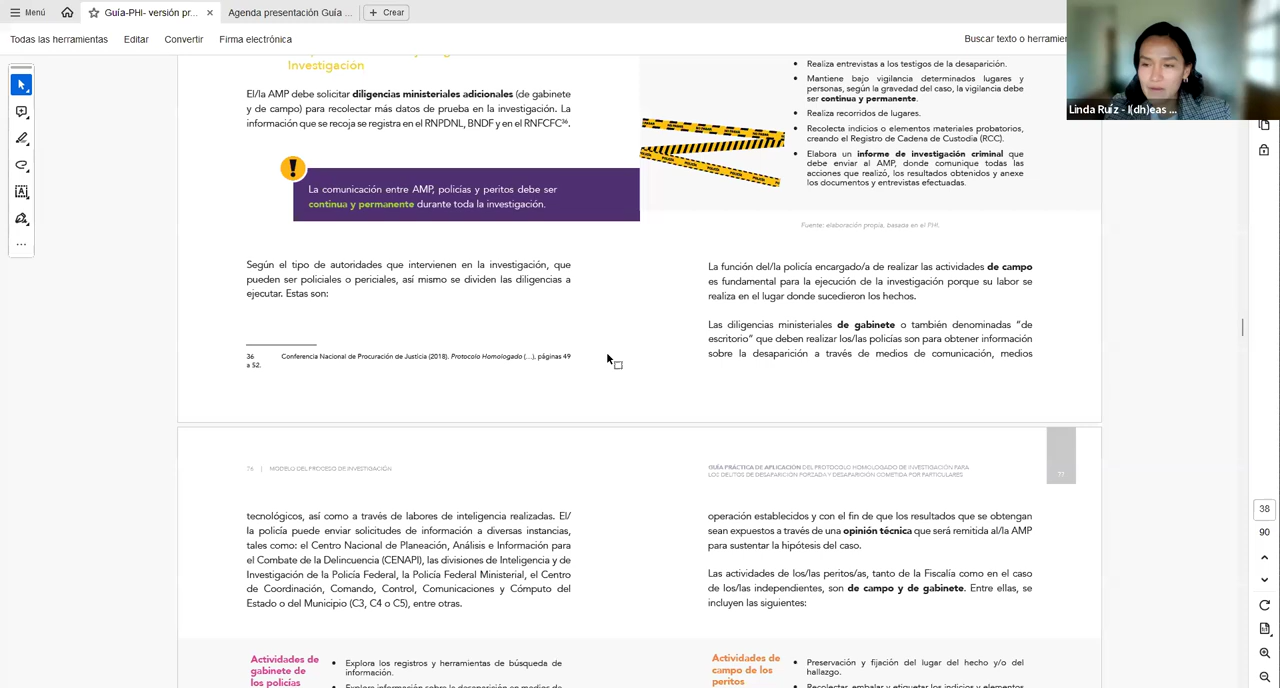 Menú
Guía-PHI- versión pr... ×
Agenda presentación Guía ...
+ Crear
Todas las herramientas
Editar
Convertir
Firma electrónica
Buscar texto o herramien
Linda Ruíz - I(dh)eas ...
Investigación
El/la AMP debe solicitar diligencias ministeriales adicionales (de gabinete
y de campo) para recolectar más datos de prueba en la investigación. La
información que se recoja se registra en el RNPDNL, BNDF y en el RNFCFC³⁶.
!
La comunicación entre AMP, policías y peritos debe ser
continua y permanente durante toda la investigación.
Según el tipo de autoridades que intervienen en la investigación, que
pueden ser policiales o periciales, así mismo se dividen las diligencias a
ejecutar. Estas son:
36 Conferencia Nacional de Procuración de Justicia (2018). Protocolo Homologado (...), páginas 49
a 52.
• Realiza entrevistas a los testigos de la desaparición.
• Mantiene bajo vigilancia determinados lugares y
personas, según la gravedad del caso, la vigilancia debe
ser continua y permanente.
• Realiza recorridos de lugares.
• Recolecta indicios o elementos materiales probatorios,
creando el Registro de Cadena de Custodia (RCC).
• Elabora un informe de investigación criminal que
debe enviar al AMP, donde comunique todas las
acciones que realizó, los resultados obtenidos y anexe
los documentos y entrevistas efectuadas.
Fuente: elaboración propia, basada en el PHI.
La función del/la policía encargado/a de realizar las actividades de campo
es fundamental para la ejecución de la investigación porque su labor se
realiza en el lugar donde sucedieron los hechos.
Las diligencias ministeriales de gabinete o también denominadas “de
escritorio” que deben realizar los/las policías son para obtener información
sobre la desaparición a través de medios de comunicación, medios
76 | MODELO DEL PROCESO DE INVESTIGACIÓN
tecnológicos, así como a través de labores de inteligencia realizadas. El/
la policía puede enviar solicitudes de información a diversas instancias,
tales como: el Centro Nacional de Planeación, Análisis e Información para
el Combate de la Delincuencia (CENAPI), las divisiones de Inteligencia y de
Investigación de la Policía Federal, la Policía Federal Ministerial, el Centro
de Coordinación, Comando, Control, Comunicaciones y Cómputo del
Estado o del Municipio (C3, C4 o C5), entre otras.
Actividades de
gabinete de
los policías
• Explora los registros y herramientas de búsqueda de
información.
• Explora información sobre la desaparición en medios de
GUÍA PRÁCTICA DE APLICACIÓN DEL PROTOCOLO HOMOLOGADO DE INVESTIGACIÓN PARA
LOS DELITOS DE DESAPARICIÓN FORZADA Y DESAPARICIÓN COMETIDA POR PARTICULARES
77
operación establecidos y con el fin de que los resultados que se obtengan
sean expuestos a través de una opinión técnica que será remitida al/la AMP
para sustentar la hipótesis del caso.
Las actividades de los/las peritos/as, tanto de la Fiscalía como en el caso
de los/las independientes, son de campo y de gabinete. Entre ellas, se
incluyen las siguientes:
Actividades de
campo de los
peritos
• Preservación y fijación del lugar del hecho y/o del
hallazgo.
• Recolectar, embalar y etiquetar los indicios y elementos
38
90